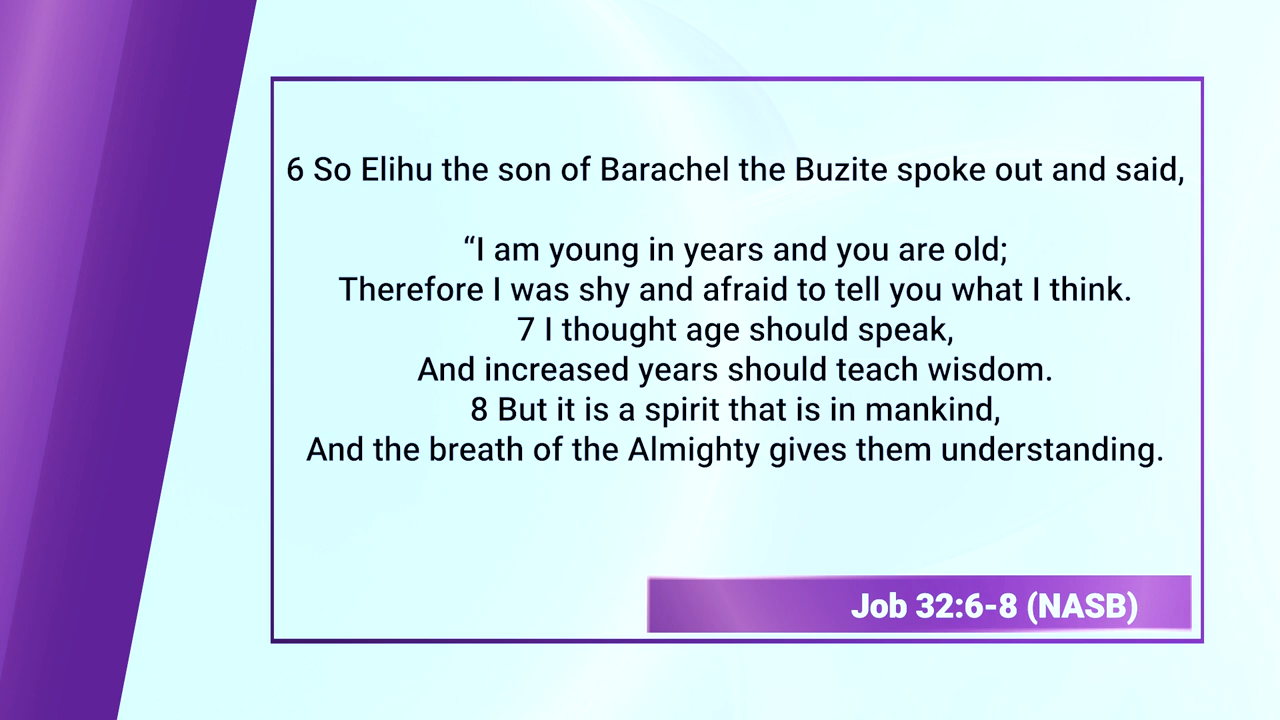 6 So Elihu the son of Barachel the Buzite spoke out and said,
“I am young in years and you are old;
Therefore I was shy and afraid to tell you what I think.
7 I thought age should speak,
And increased years should teach wisdom.
8 But it is a spirit that is in mankind,
And the breath of the Almighty gives them understanding.
Job 32:6-8 (NASB)